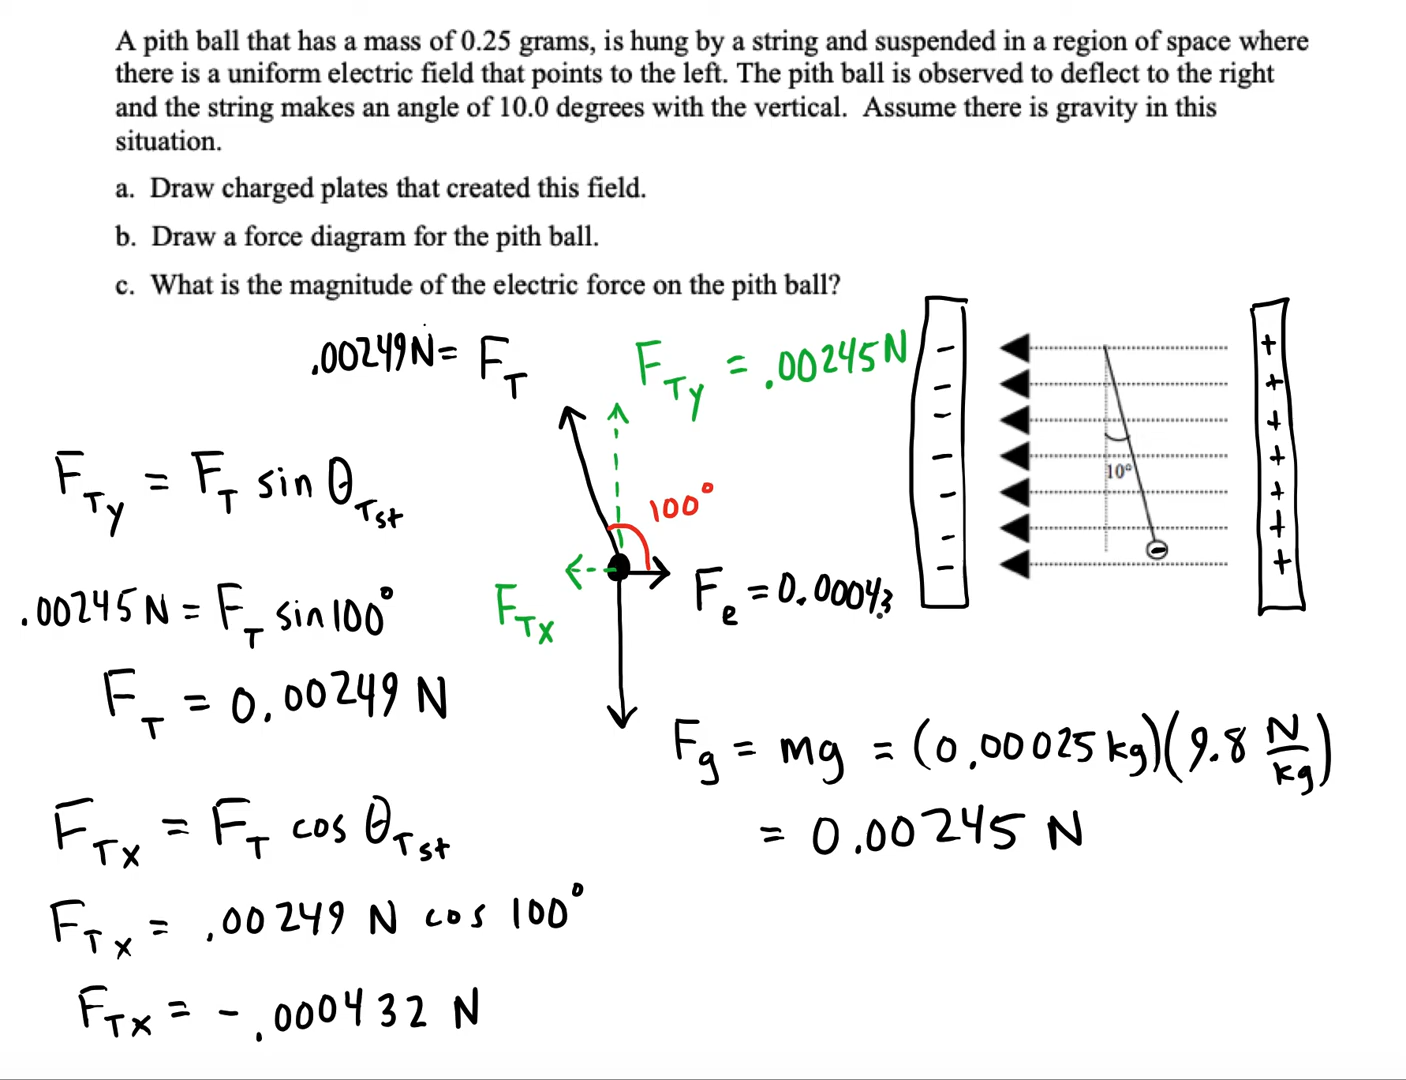 A pith ball that has a mass of 0.25 grams, is hung by a string and suspended in a region of space where
there is a uniform electric field that points to the left. The pith ball is observed to deflect to the right
and the string makes an angle of 10.0 degrees with the vertical.  Assume there is gravity in this
situation.
a. Draw charged plates that created this field.
b. Draw a force diagram for the pith ball.
c. What is the magnitude of the electric force on the pith ball?
.00249N = F_T
F_Ty = .00245N
- - - - - - -
+ + + + + + +
10°
-
F_Ty = F_T sin θ_Tst
100°
.00245 N = F_T sin 100°
F_Tx
F_e = 0.00043
F_T = 0.00249 N
F_g = mg = (0.00025 kg)(9.8 N/kg)
= 0.00245 N
F_Tx = F_T cos θ_Tst
F_Tx = .00249 N cos 100°
F_Tx = -.000432 N